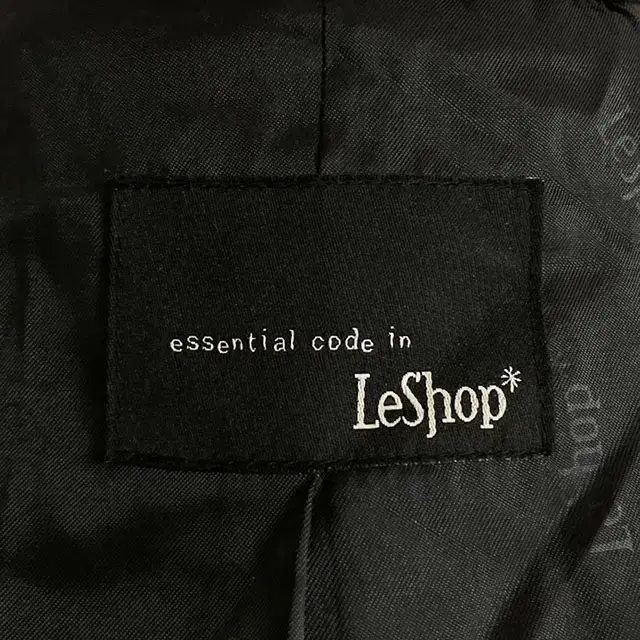 essential code in
LeShop*